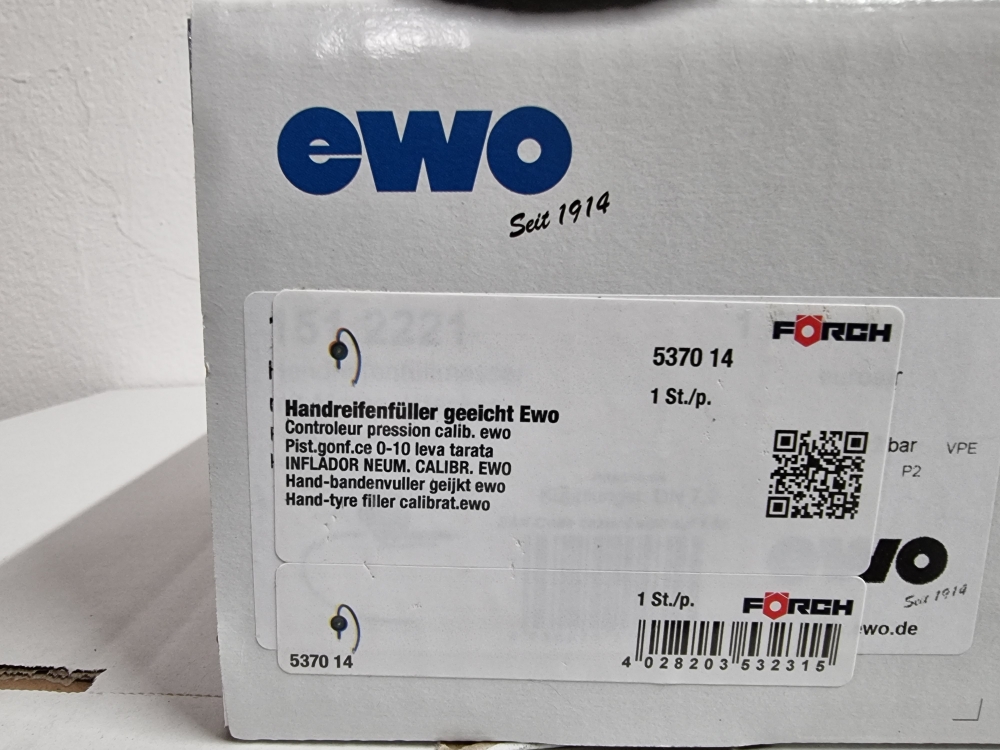 ewo
Seit 1914
FÖRCH
5370 14
1 St./p.
Handreifenfüller geeicht Ewo
Controleur pression calib. ewo
Pist.gonf.ce 0-10 leva tarata
INFLADOR NEUM. CALIBR. EWO
Hand-bandenvuller geijkt ewo
Hand-tyre filler calibrat.ewo
bar VPE
P2
ewo
Seit 1914
ewo.de
1 St./p. FÖRCH
5370 14
4 028203 532315